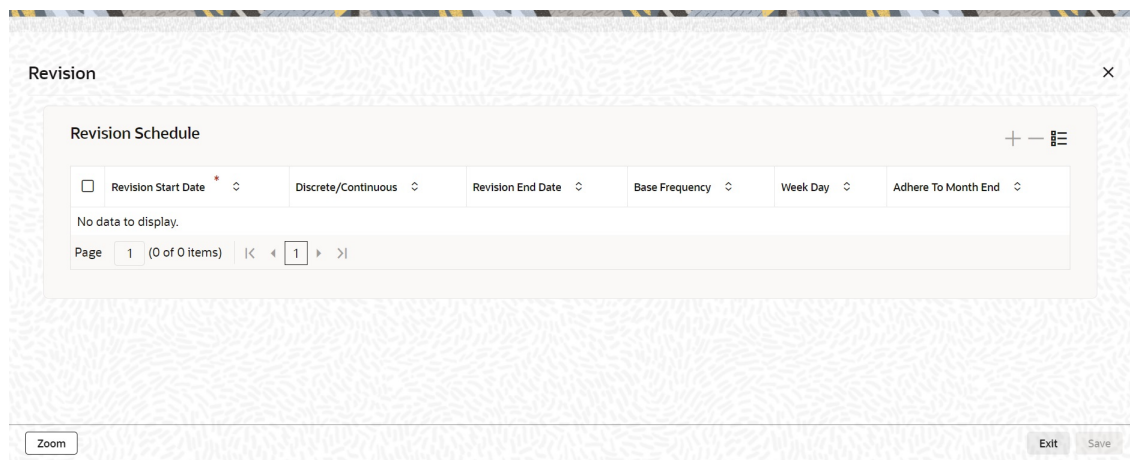 Revision
Revision Schedule
Revision Start Date * Discrete/Continuous Revision End Date Base Frequency Week Day Adhere To Month End
No data to display.
Page 1 (0 of 0 items) 1
Zoom Exit Save